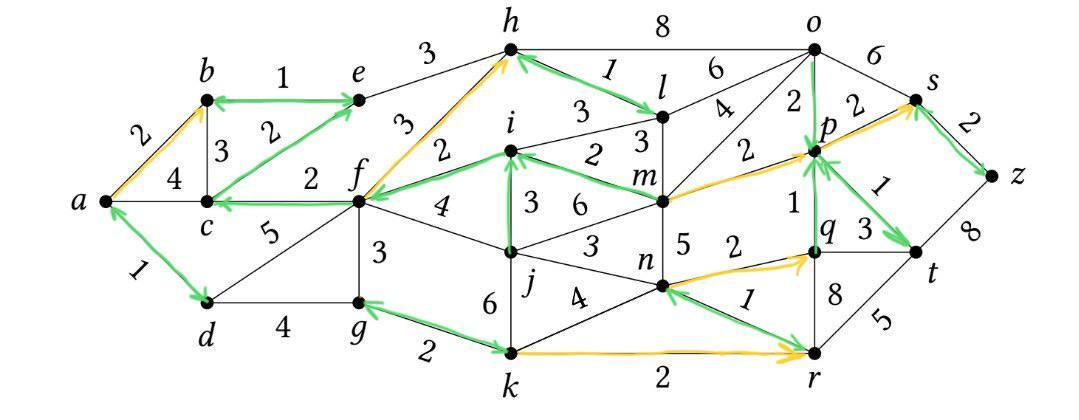 h 8 o
3 6
b 1 e 1 6 s
l 2 2
2 3 4 2
2 i 3 p
3 3 z
4 2 f 2 2 m 2 1
a
c 4 3 6 1 q 3
5 3 5 2 8
1 3 n
j 8 t
d 4 g 6 4 1 5
2
k 2 r